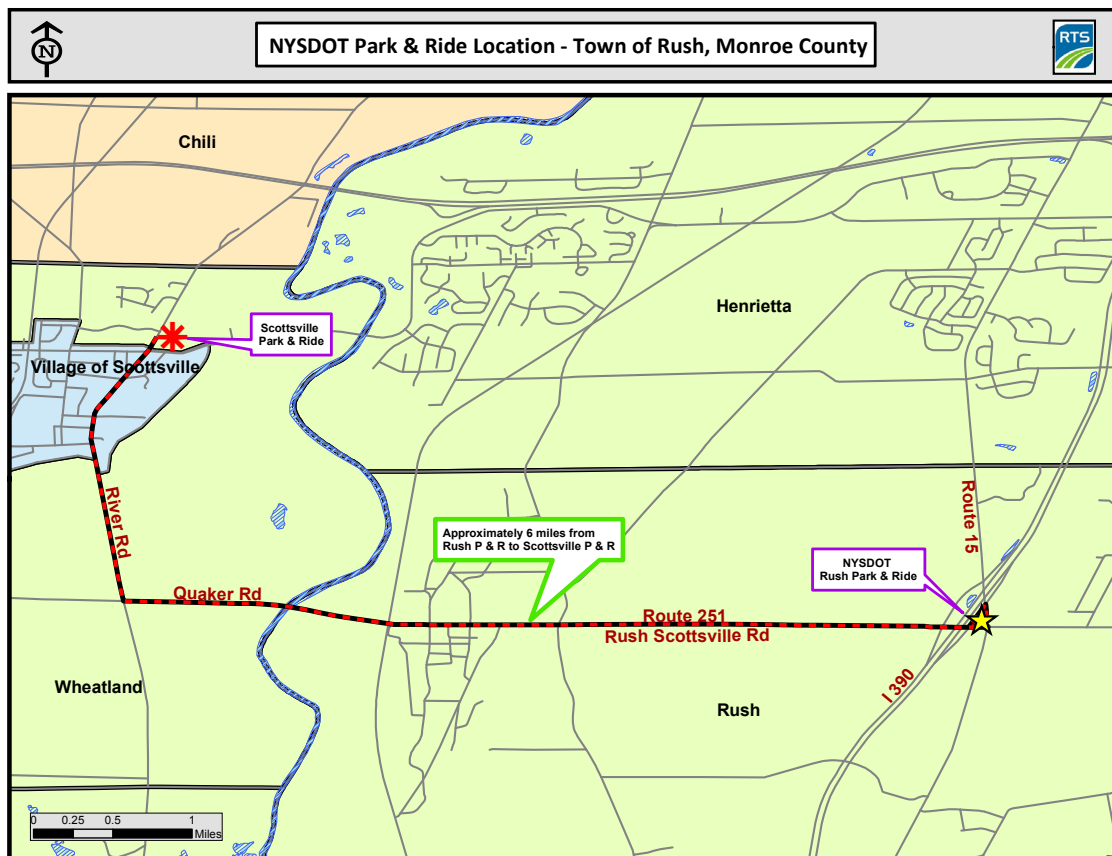 N
NYSDOT Park & Ride Location - Town of Rush, Monroe County
RTS
Chili
Henrietta
Scottsville
Park & Ride
Village of Scottsville
River Rd
Route 15
Approximately 6 miles from
Rush P & R to Scottsville P & R
NYSDOT
Rush Park & Ride
Quaker Rd
Route 251
Rush Scottsville Rd
I 390
Wheatland
Rush
0 0.25 0.5 1
Miles